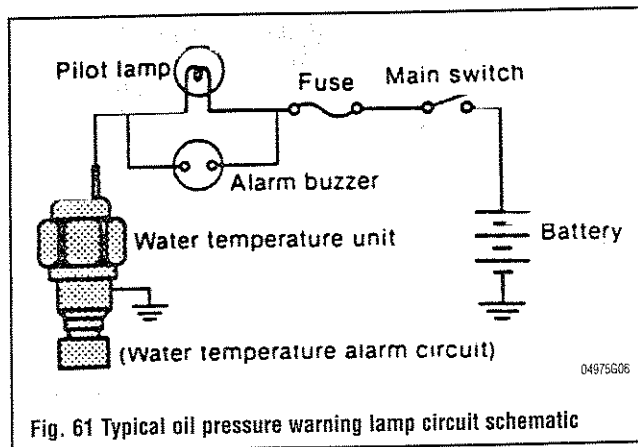 Pilot lamp
Fuse
Main switch
Alarm buzzer
Water temperature unit
Battery
(Water temperature alarm circuit)
04975G06
Fig. 61 Typical oil pressure warning lamp circuit schematic